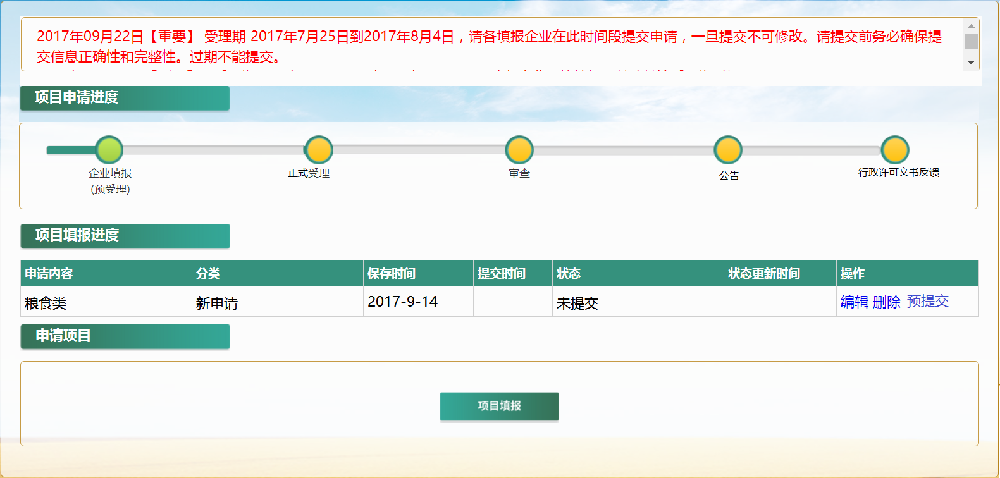 2017年09月22日【重要】 受理期 2017年7月25日到2017年8月4日，请各填报企业在此时间段提交申请，一旦提交不可修改。请提交前务必确保提
交信息正确性和完整性。过期不能提交。
项目申请进度
企业填报 正式受理 审查 公告 行政许可文书反馈
(预受理)
项目填报进度
申请内容 分类 保存时间 提交时间 状态 状态更新时间 操作
粮食类 新申请 2017-9-14 未提交 编辑 删除 预提交
申请项目
项目填报